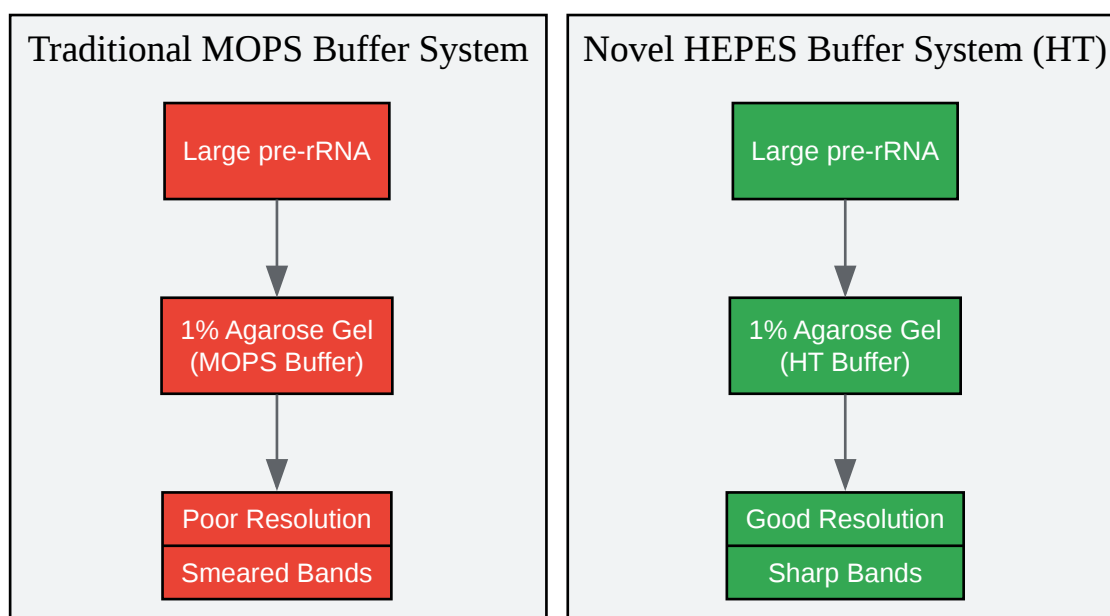 Traditional MOPS Buffer System
Large pre-rRNA
1% Agarose Gel
(MOPS Buffer)
Poor Resolution
Smeared Bands
Novel HEPES Buffer System (HT)
Large pre-rRNA
1% Agarose Gel
(HT Buffer)
Good Resolution
Sharp Bands